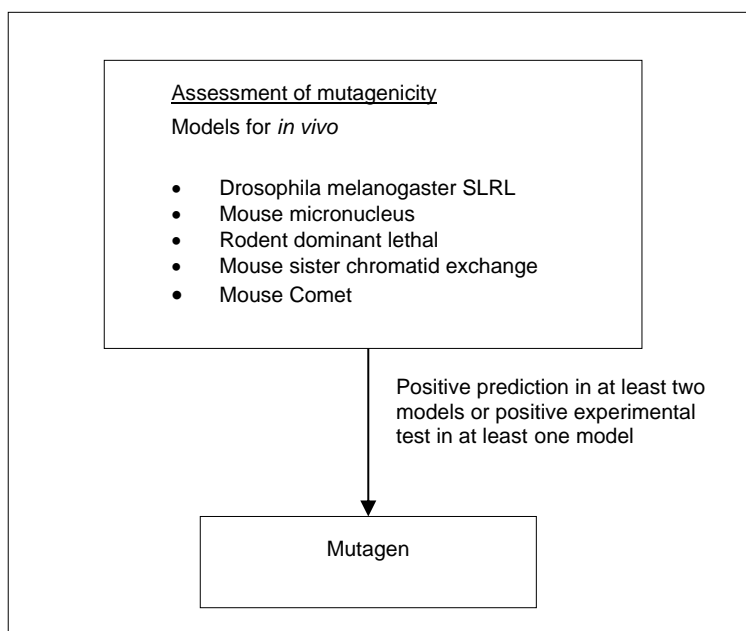 Assessment of mutagenicity
Models for in vivo
• Drosophila melanogaster SLRL
• Mouse micronucleus
• Rodent dominant lethal
• Mouse sister chromatid exchange
• Mouse Comet
Positive prediction in at least two
models or positive experimental
test in at least one model
Mutagen